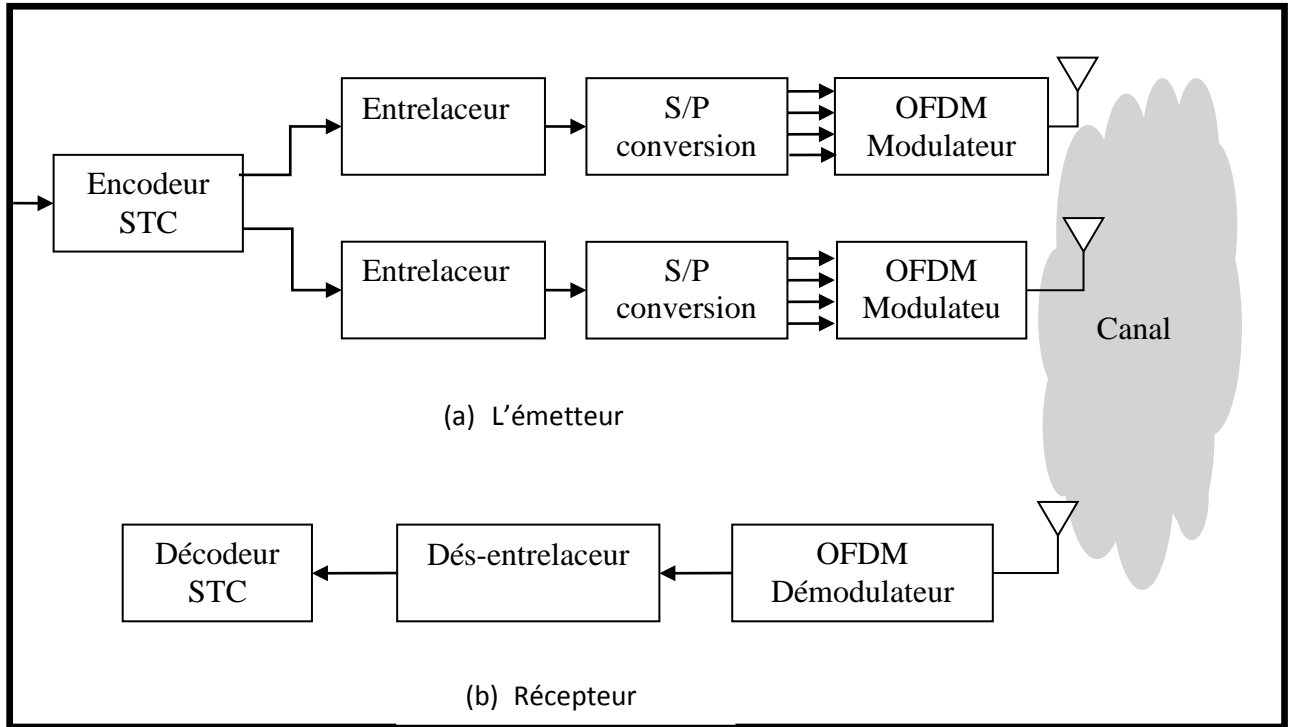 Entrelaceur
S/P
conversion
OFDM
Modulateur
Encodeur
STC
Entrelaceur
S/P
conversion
OFDM
Modulateu
Canal
(a) L'émetteur
Décodeur
STC
Dés-entrelaceur
OFDM
Démodulateur
(b) Récepteur